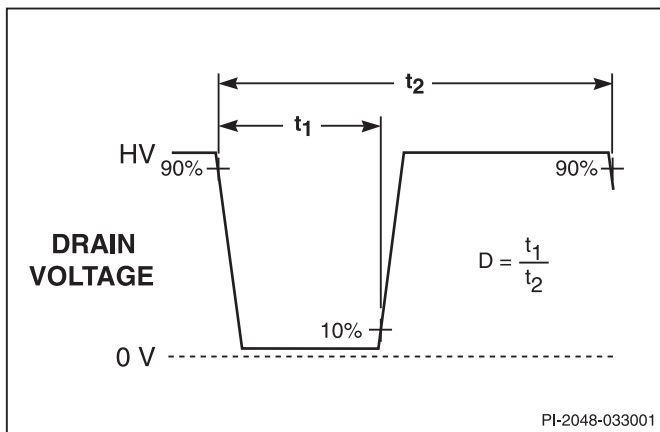 t2
t1
HV
90%
90%
DRAIN
VOLTAGE
D = t1
t2
10%
0 V
PI-2048-033001